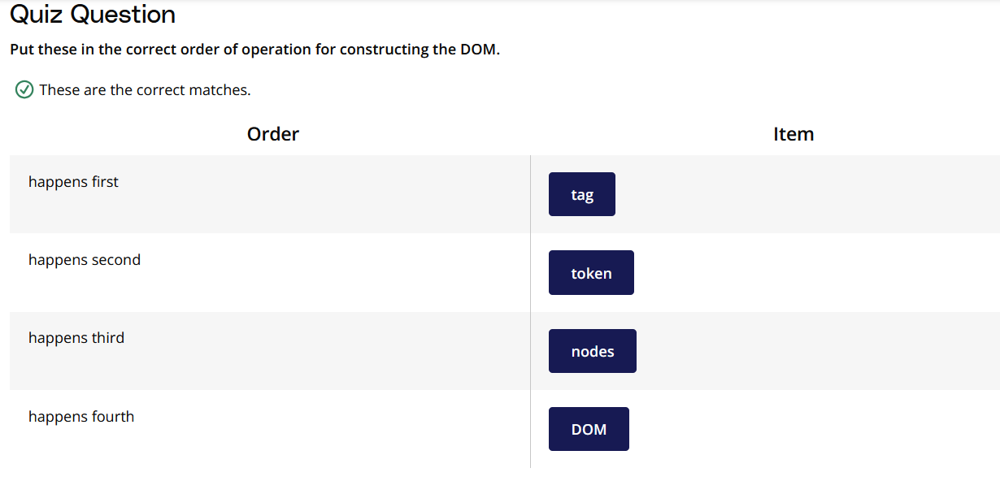 Quiz Question
Put these in the correct order of operation for constructing the DOM.
These are the correct matches.
Order Item
happens first tag
happens second token
happens third nodes
happens fourth DOM